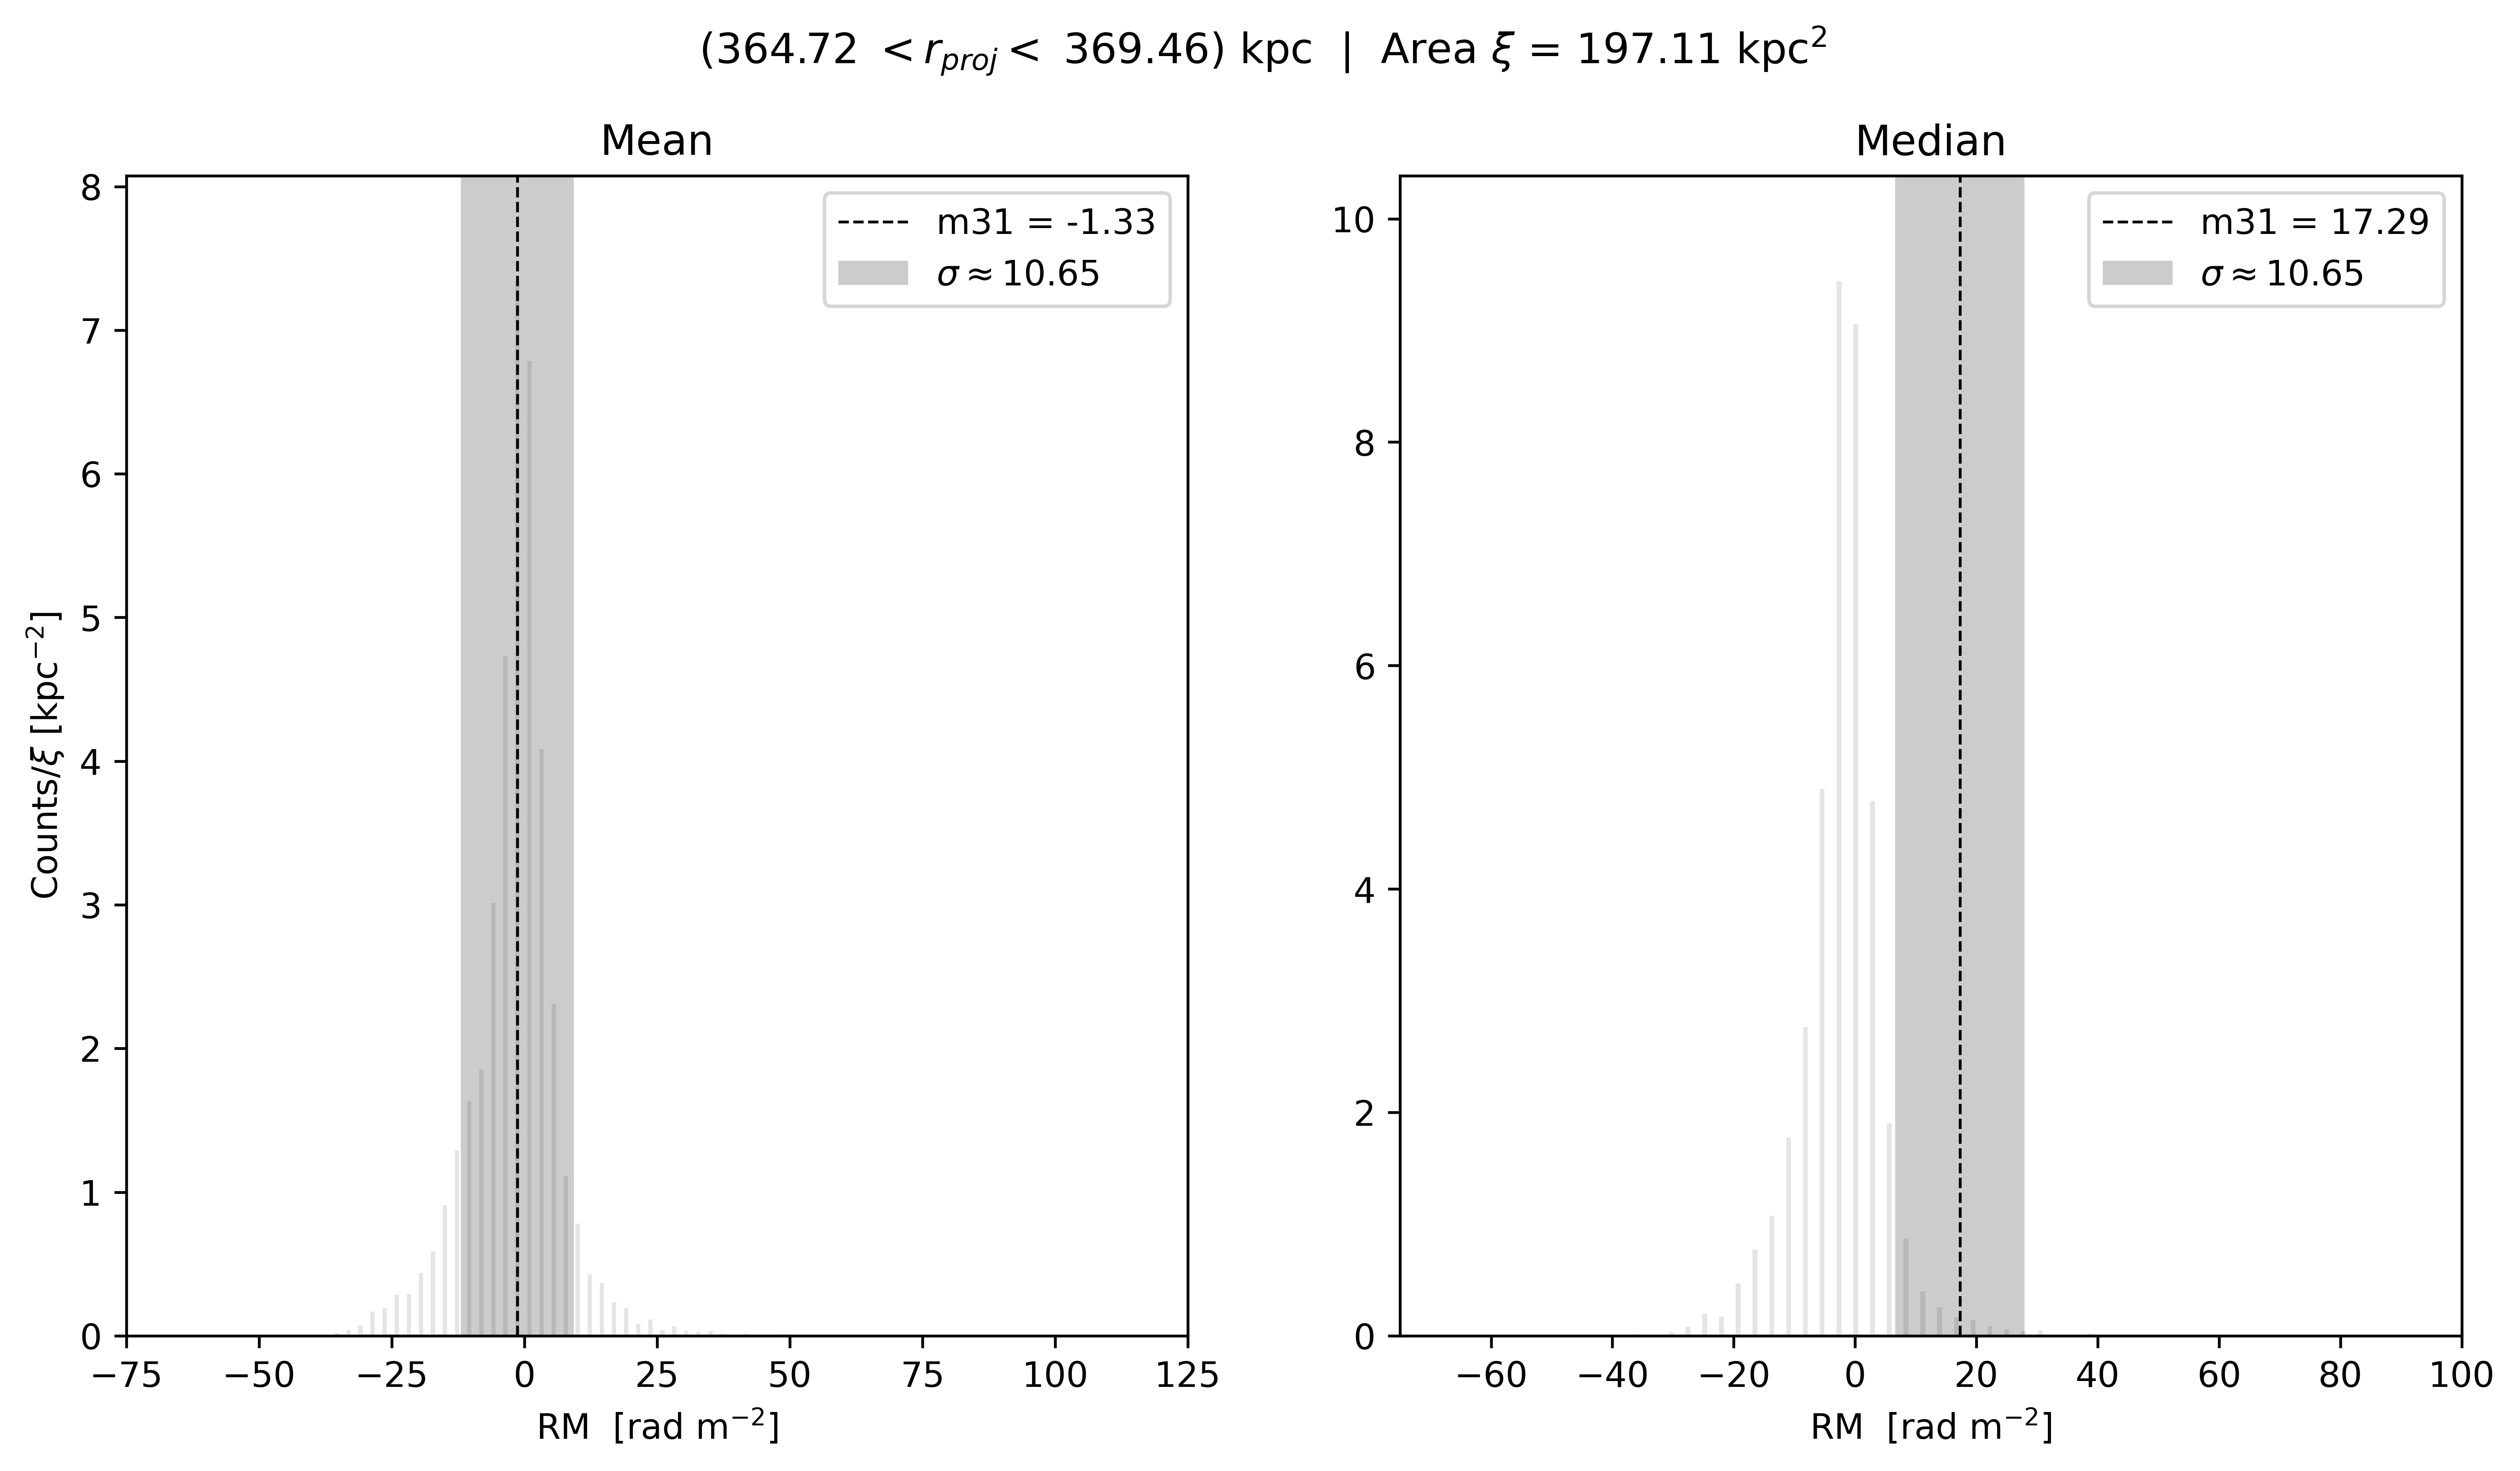 (364.72 < r_proj < 369.46) kpc | Area ξ = 197.11 kpc²
Mean
8
7
6
5
4
3
2
1
0
Counts/ξ [kpc⁻²]
m31 = -1.33
σ ≈ 10.65
−75 −50 −25 0 25 50 75 100 125
RM [rad m⁻²]
Median
10
8
6
4
2
0
m31 = 17.29
σ ≈ 10.65
−60 −40 −20 0 20 40 60 80 100
RM [rad m⁻²]